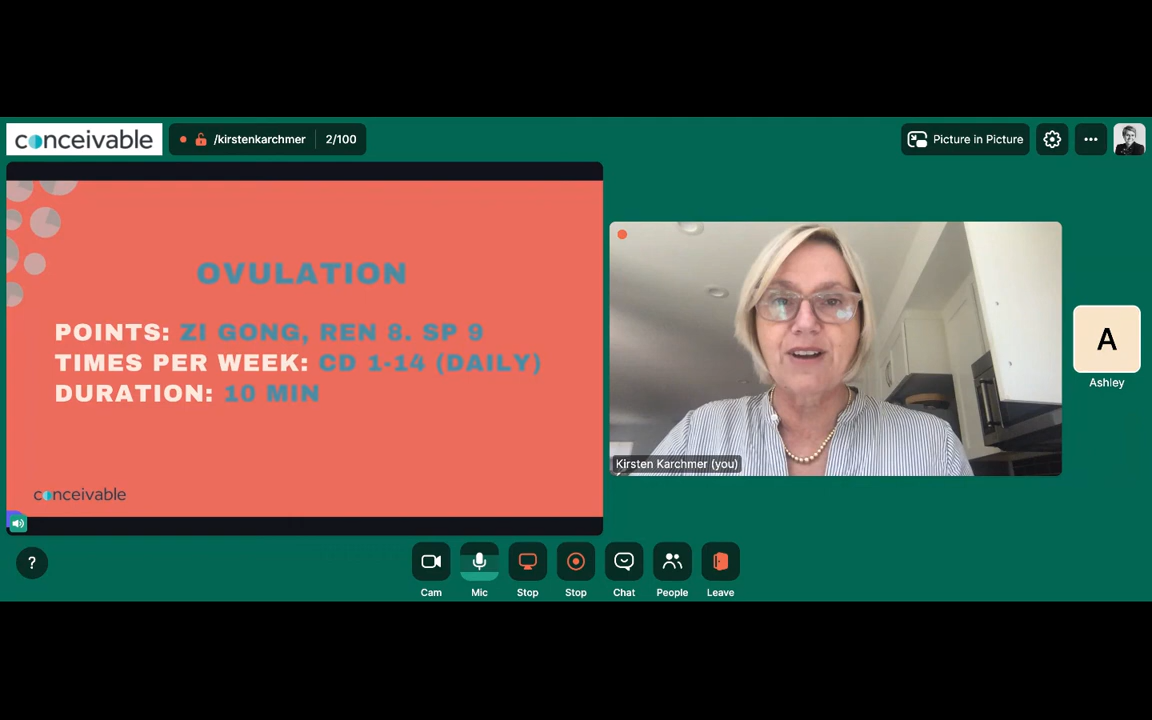 conceivable
/kirstenkarchmer
2/100
Picture in Picture
OVULATION
POINTS: ZI GONG, REN 8. SP 9
TIMES PER WEEK: CD 1-14 (DAILY)
DURATION: 10 MIN
conceivable
Kirsten Karchmer (you)
A
Ashley
?
Cam
Mic
Stop
Stop
Chat
People
Leave